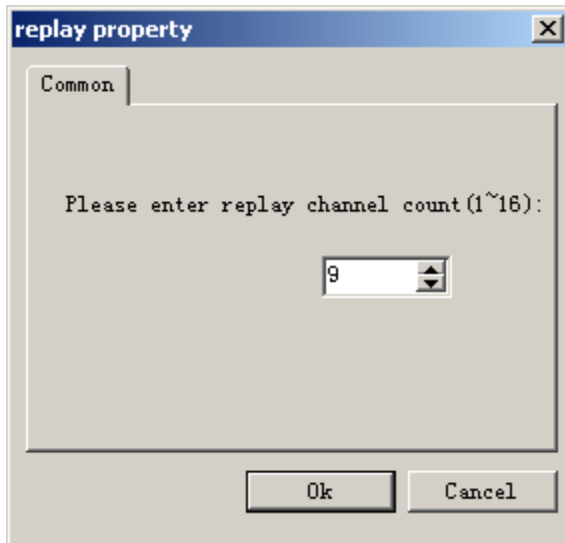 replay property
Common
Please enter replay channel count(1~16):
9
Ok
Cancel